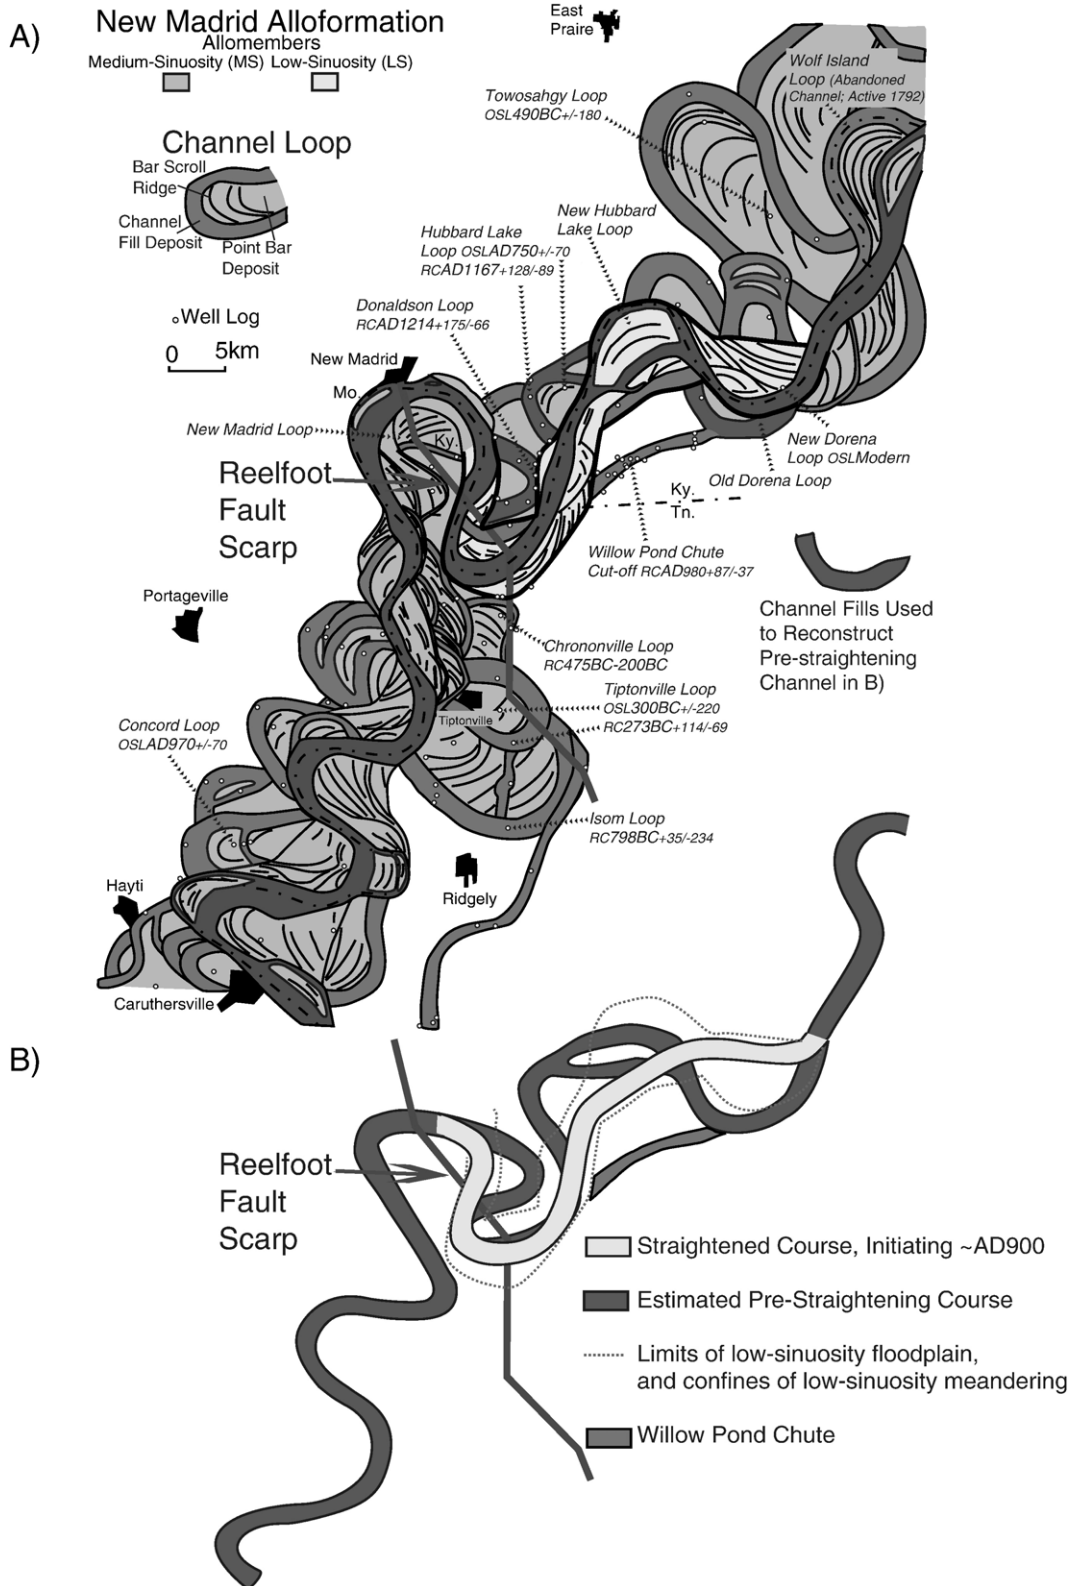 A)
New Madrid Alloformation
Allomembers
Medium-Sinuosity (MS) Low-Sinuosity (LS)
East
Praire
Wolf Island
Loop (Abandoned
Channel; Active 1792)
Towosahgy Loop
OSL490BC+/-180
Channel Loop
Bar Scroll
Ridge
Channel
Fill Deposit
Point Bar
Deposit
New Hubbard
Lake Loop
Hubbard Lake
Loop OSLAD750+/-70
RCAD1167+128/-89
Well Log
0 5km
Donaldson Loop
RCAD1214+175/-66
New Madrid
Mo.
Ky.
New Madrid Loop
Reelfoot
Fault
Scarp
New Dorena
Loop OSLModern
Old Dorena Loop
Ky.
Tn.
Willow Pond Chute
Cut-off RCAD980+87/-37
Portageville
Channel Fills Used
to Reconstruct
Pre-straightening
Channel in B)
Chrononville Loop
RC475BC-200BC
Tiptonville Loop
OSL300BC+/-220
RC273BC+114/-69
Tiptonville
Concord Loop
OSLAD970+/-70
Isom Loop
RC798BC+35/-234
Hayti
Ridgely
Caruthersville
B)
Reelfoot
Fault
Scarp
Straightened Course, Initiating ~AD900
Estimated Pre-Straightening Course
Limits of low-sinuosity floodplain,
and confines of low-sinuosity meandering
Willow Pond Chute